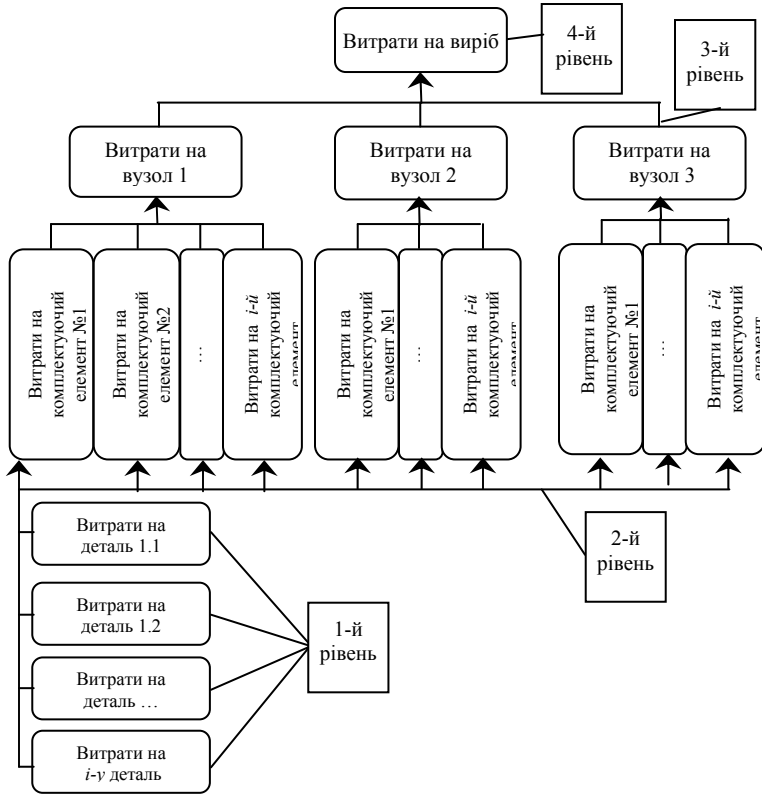 Витрати на виріб
4-й
рівень
3-й
рівень
Витрати на
вузол 1
Витрати на
вузол 2
Витрати на
вузол 3
Витрати на
комплектуючий
елемент №1
Витрати на
комплектуючий
елемент №2
…
Витрати на i-й
комплектуючий
елемент
Витрати на
комплектуючий
елемент №1
…
Витрати на i-й
комплектуючий
елемент
Витрати на
комплектуючий
елемент №1
…
Витрати на i-й
комплектуючий
елемент
2-й
рівень
Витрати на
деталь 1.1
Витрати на
деталь 1.2
Витрати на
деталь …
Витрати на
i-у деталь
1-й
рівень